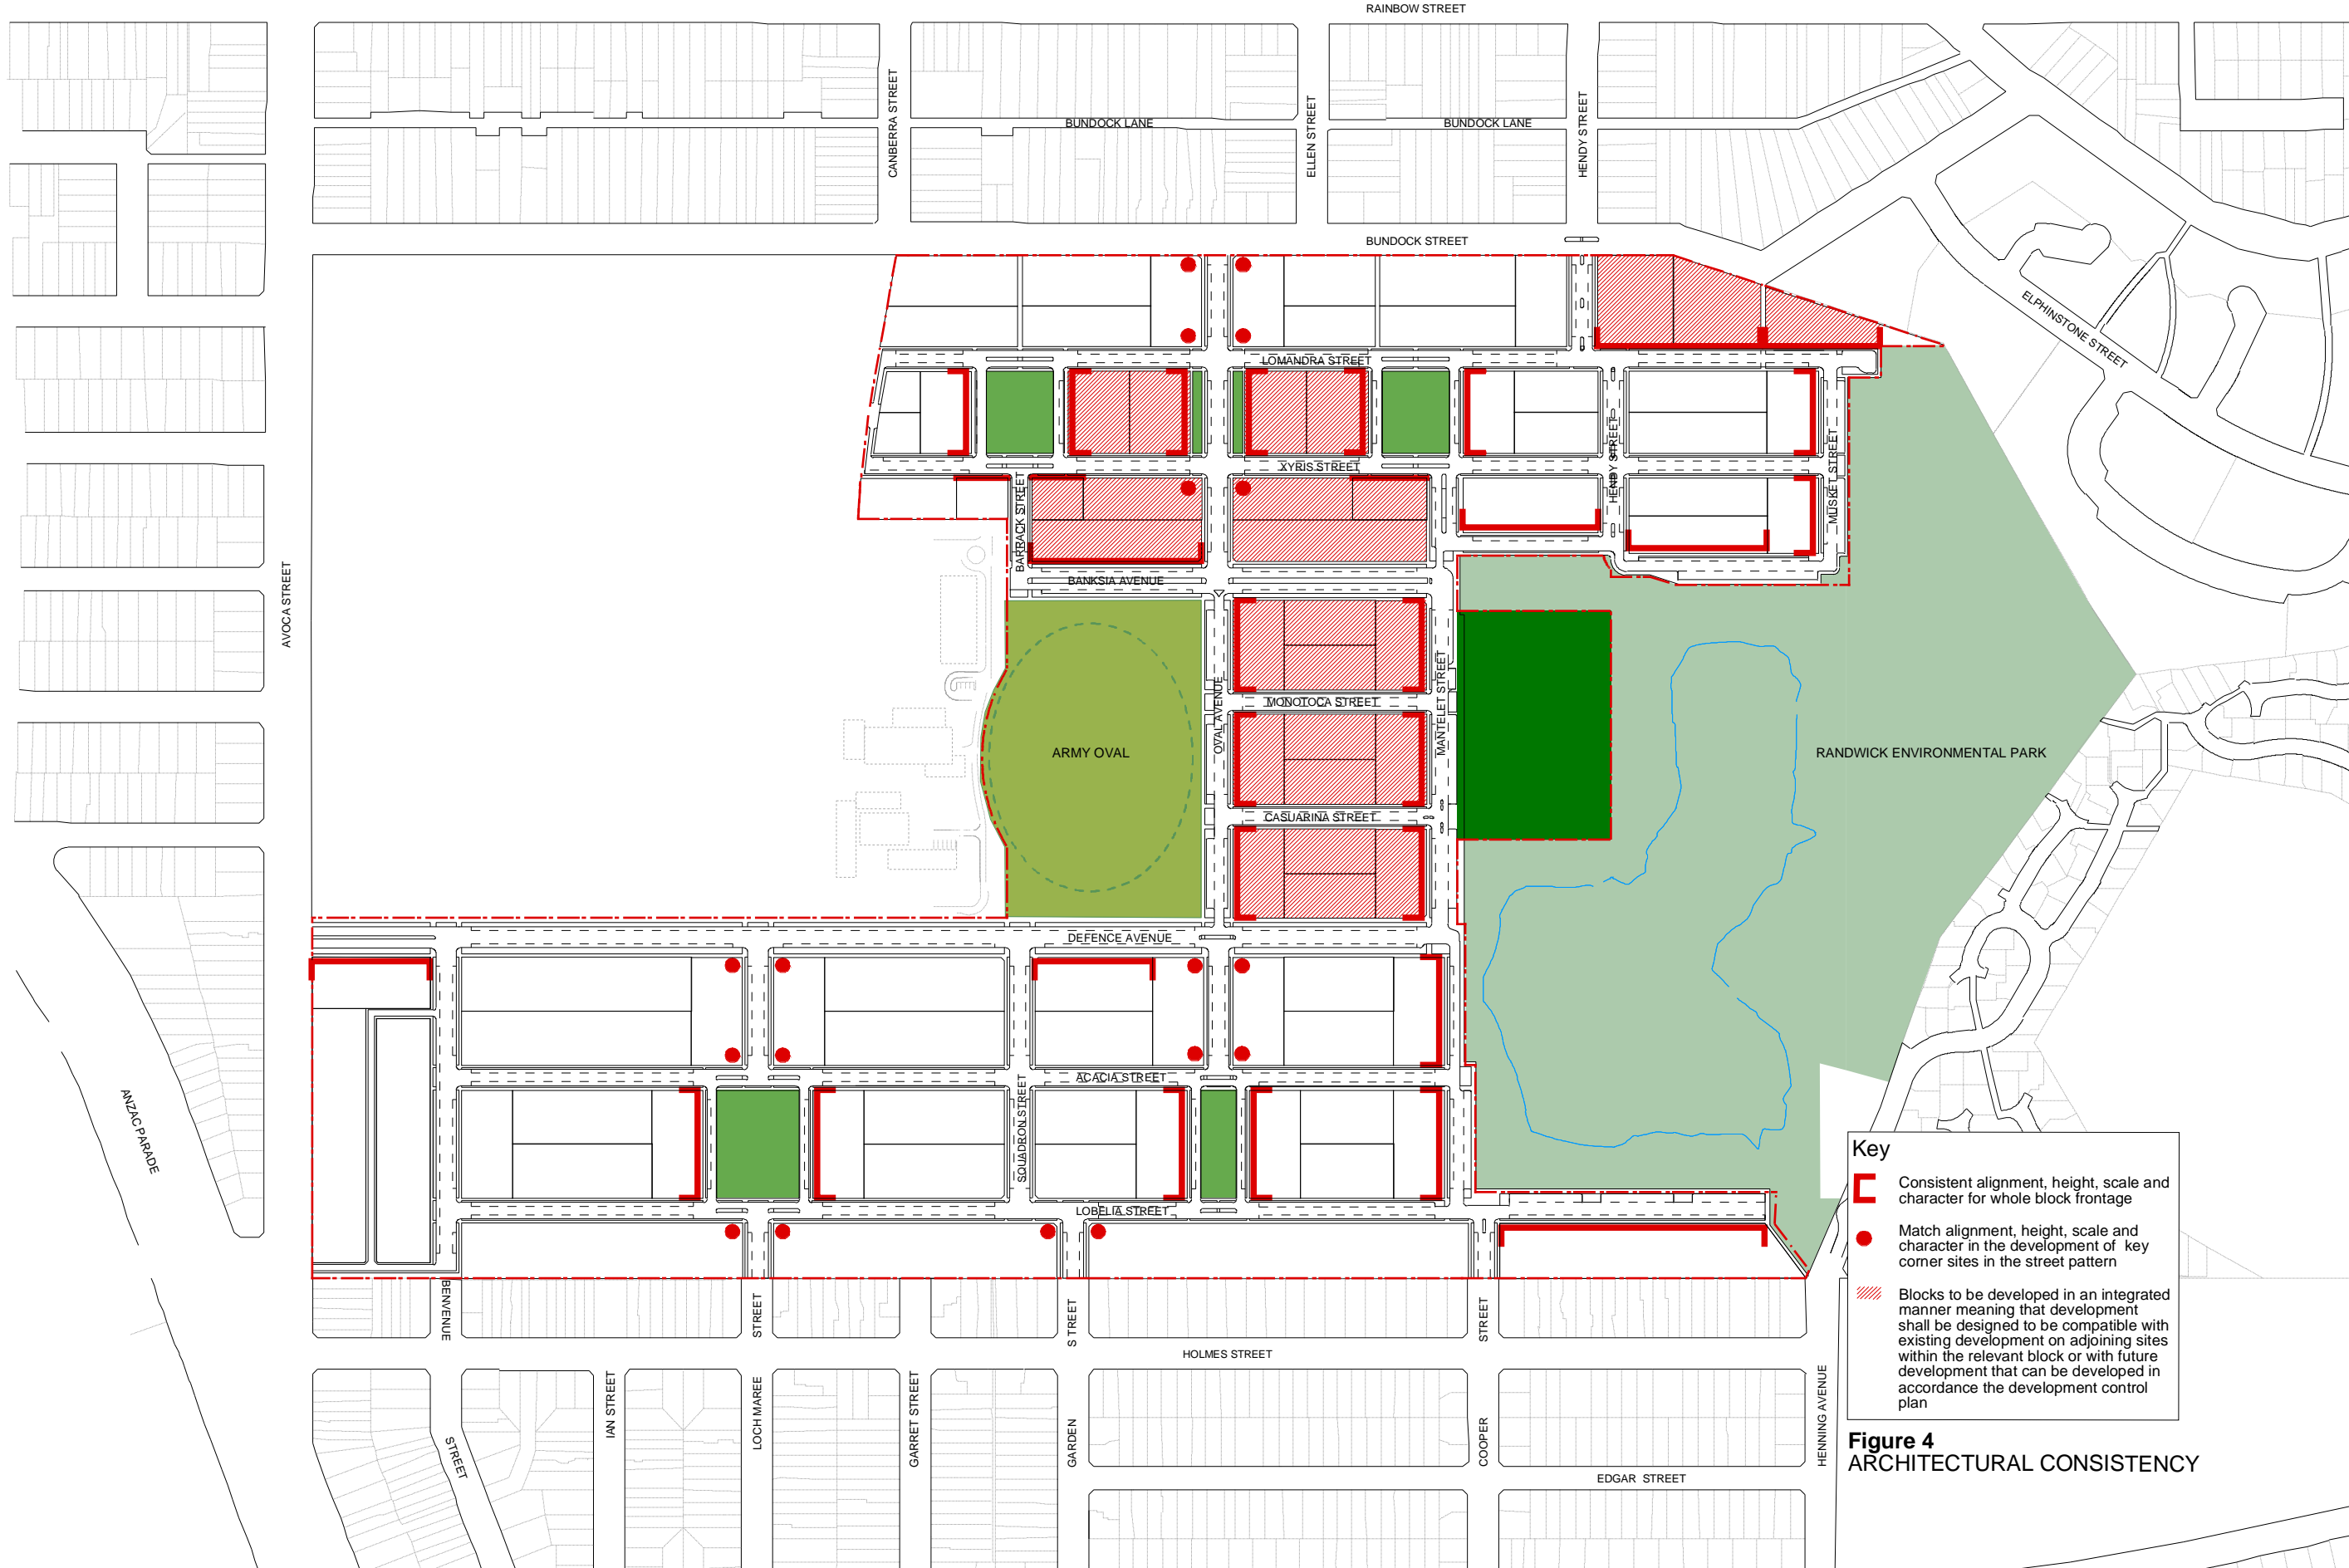 RAINBOW STREET
CANBERRA STREET
BUNDOCK LANE
ELLEN STREET
BUNDOCK LANE
HENDY STREET
BUNDOCK STREET
ELPHINSTONE STREET
LOMANDRA STREET
XYRIS STREET
BARRACK STREET
HENDY STREET
MUSKET STREET
AVOCA STREET
BANKSIA AVENUE
ARMY OVAL
OVAL AVENUE
MONOTOCA STREET
MANTELET STREET
RANDWICK ENVIRONMENTAL PARK
CASUARINA STREET
DEFENCE AVENUE
ACACIA STREET
SQUADRON STREET
ANZAC PARADE
LOBELIA STREET
BENVENUE
STREET
STREET
STREET
HOLMES STREET
IAN STREET
LOCH MAREE
GARRET STREET
GARDEN
COOPER
HENNING AVENUE
STREET
EDGAR STREET
Key
Consistent alignment, height, scale and
character for whole block frontage
Match alignment, height, scale and
character in the development of key
corner sites in the street pattern
Blocks to be developed in an integrated
manner meaning that development
shall be designed to be compatible with
existing development on adjoining sites
within the relevant block or with future
development that can be developed in
accordance the development control
plan
Figure 4
ARCHITECTURAL CONSISTENCY